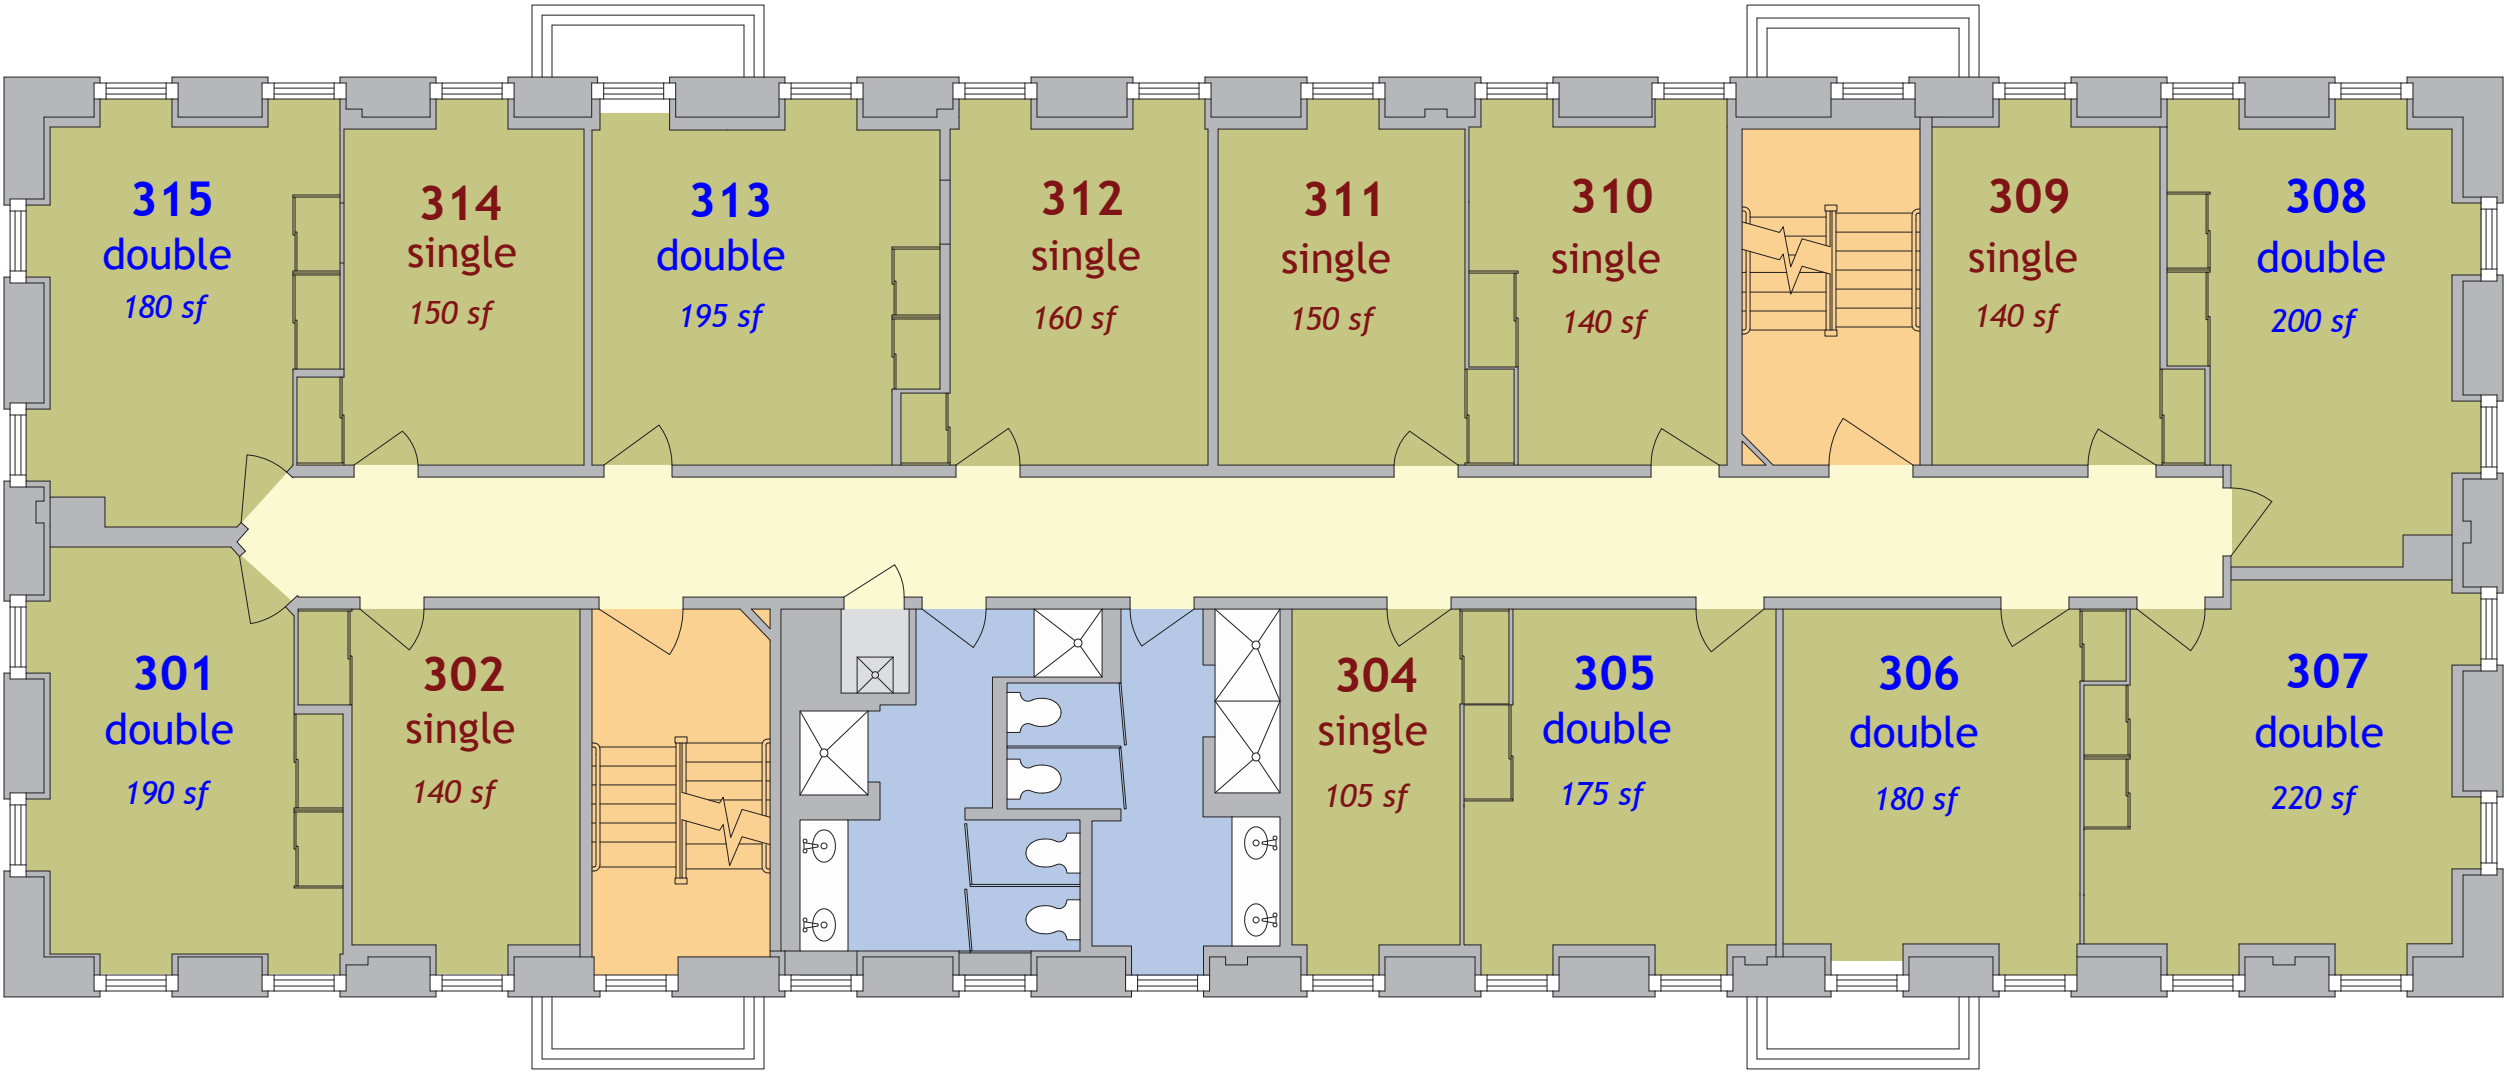 315
double
180 sf
314
single
150 sf
313
double
195 sf
312
single
160 sf
311
single
150 sf
310
single
140 sf
309
single
140 sf
308
double
200 sf
301
double
190 sf
302
single
140 sf
304
single
105 sf
305
double
175 sf
306
double
180 sf
307
double
220 sf